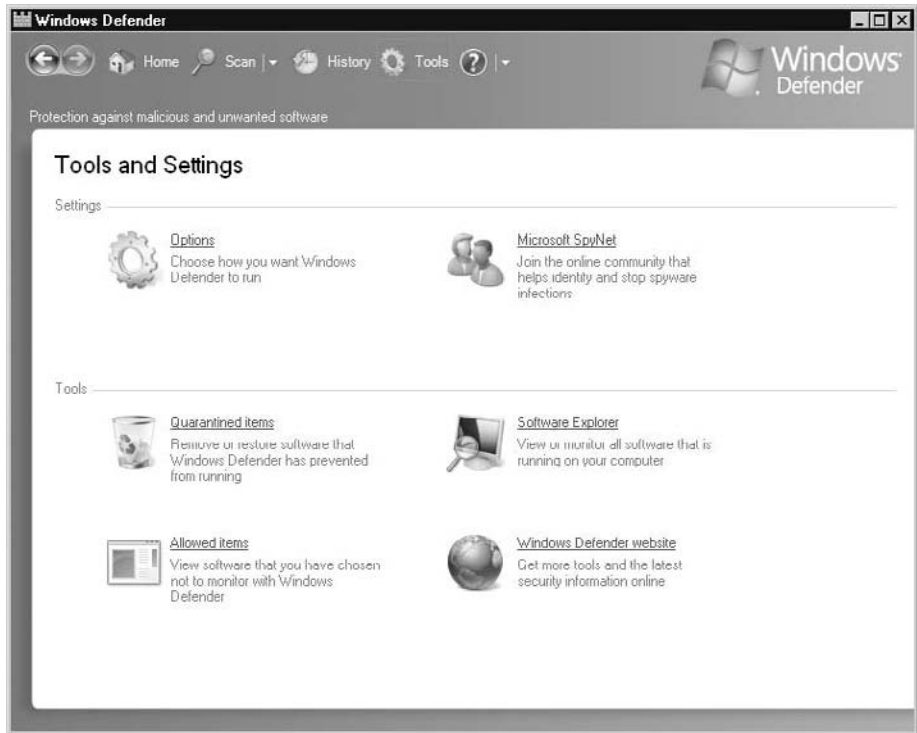 Windows Defender
Home Scan History Tools
Windows
Defender
Protection against malicious and unwanted software
Tools and Settings
Settings
Options
Choose how you want Windows
Defender to run
Microsoft SpyNet
Join the online community that
helps identify and stop spyware
infections
Tools
Quarantined items
Remove or restore software that
Windows Defender has prevented
from running
Software Explorer
View or monitor all software that is
running on your computer
Allowed items
View software that you have chosen
not to monitor with Windows
Defender
Windows Defender website
Get more tools and the latest
security information online